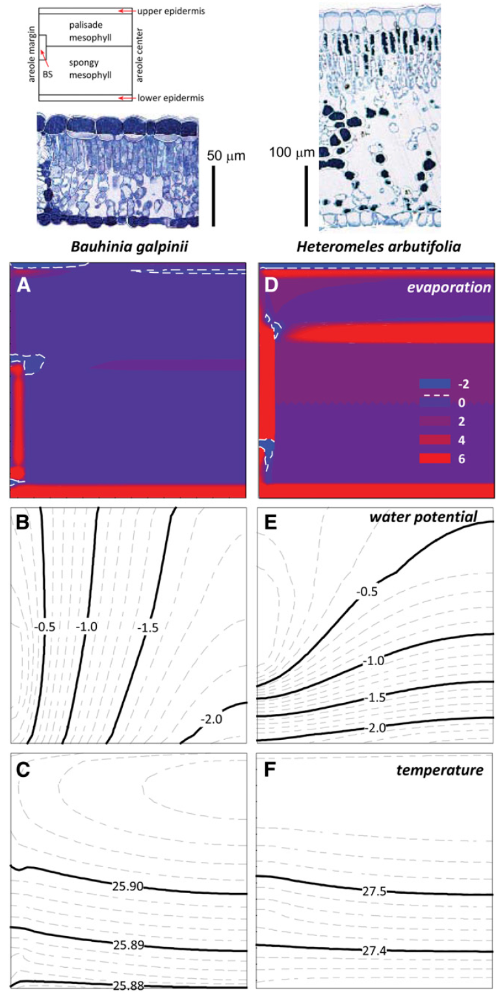 upper epidermis
palisade
mesophyll
areole margin
areole center
BS
spongy
mesophyll
lower epidermis
50 μm
100 μm
Bauhinia galpinii
Heteromeles arbutifolia
A
D
evaporation
-2
0
2
4
6
B
-0.5
-1.0
-1.5
-2.0
E
water potential
-0.5
-1.0
-1.5
-2.0
C
25.90
25.89
25.88
F
temperature
27.5
27.4